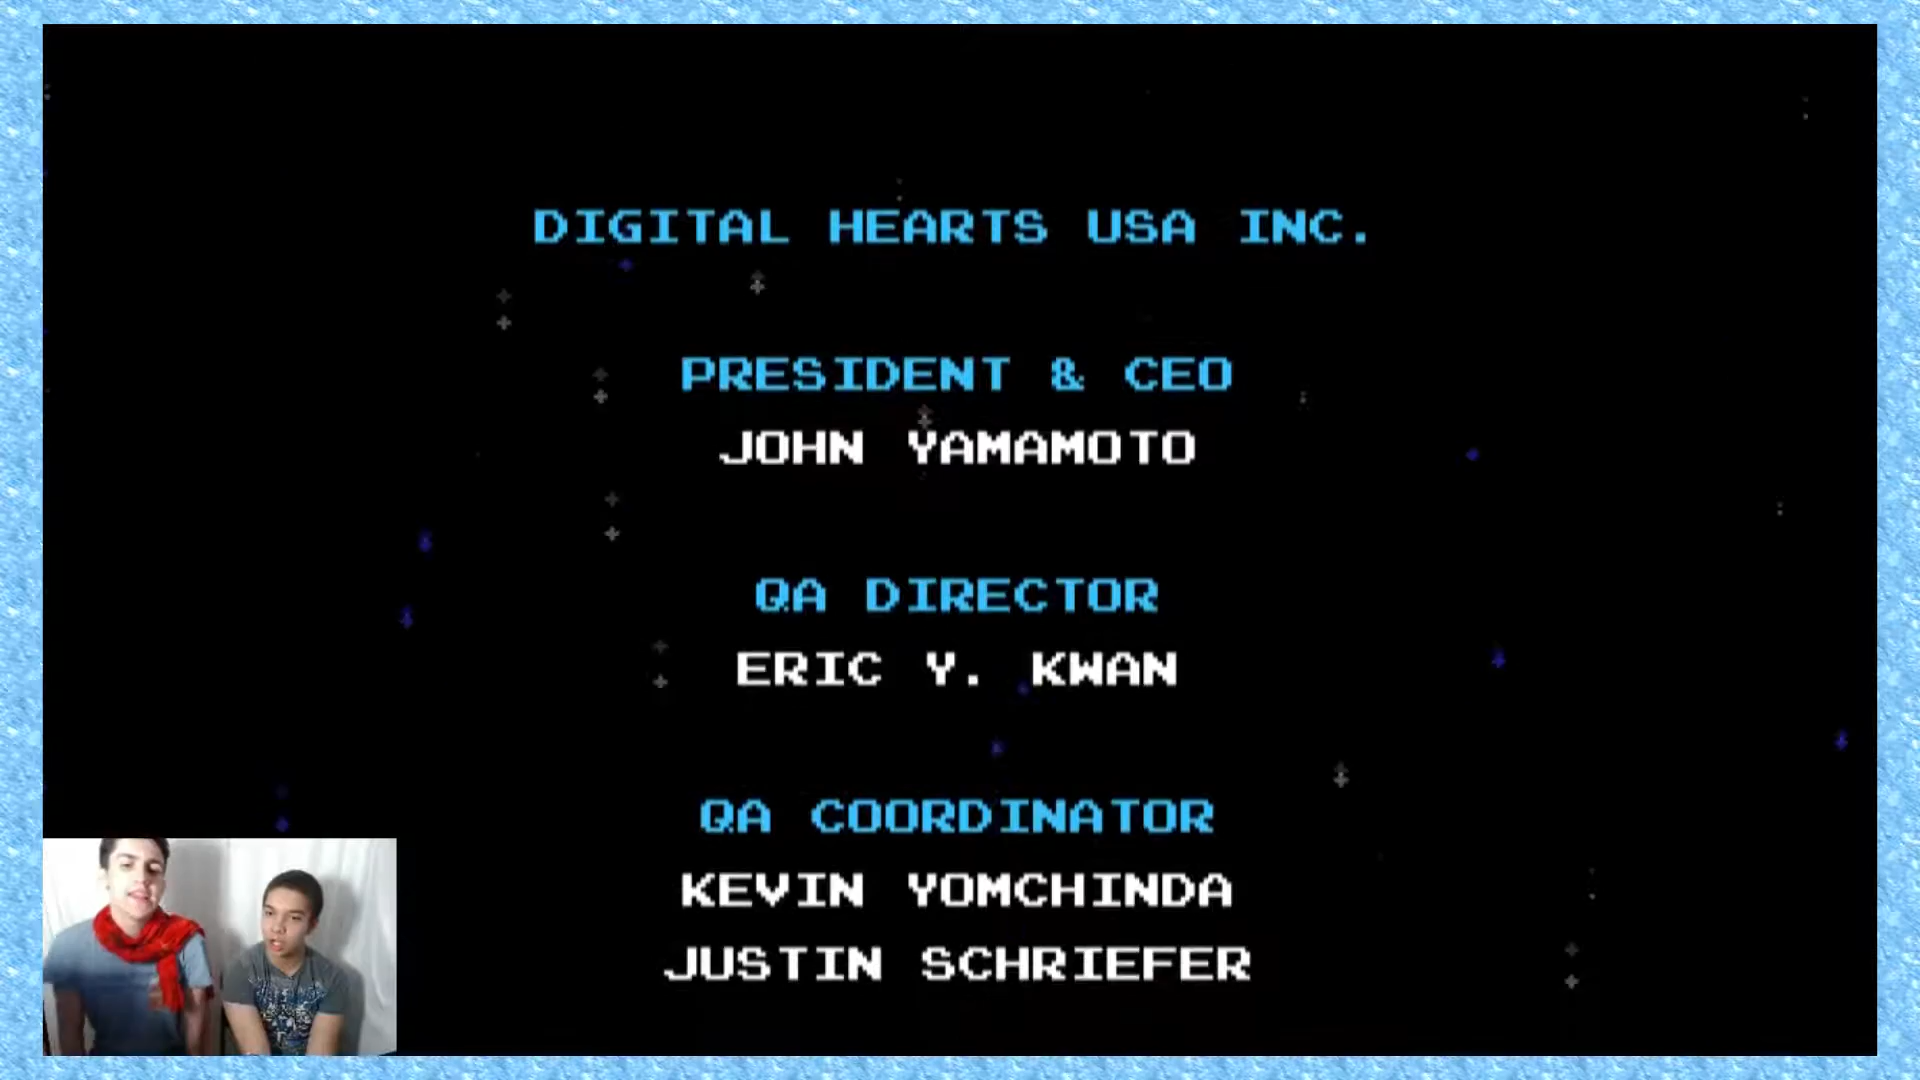 DIGITAL HEARTS USA INC.
PRESIDENT & CEO
JOHN YAMAMOTO
QA DIRECTOR
ERIC Y. KWAN
QA COORDINATOR
KEVIN YOMCHINDA
JUSTIN SCHRIEFER